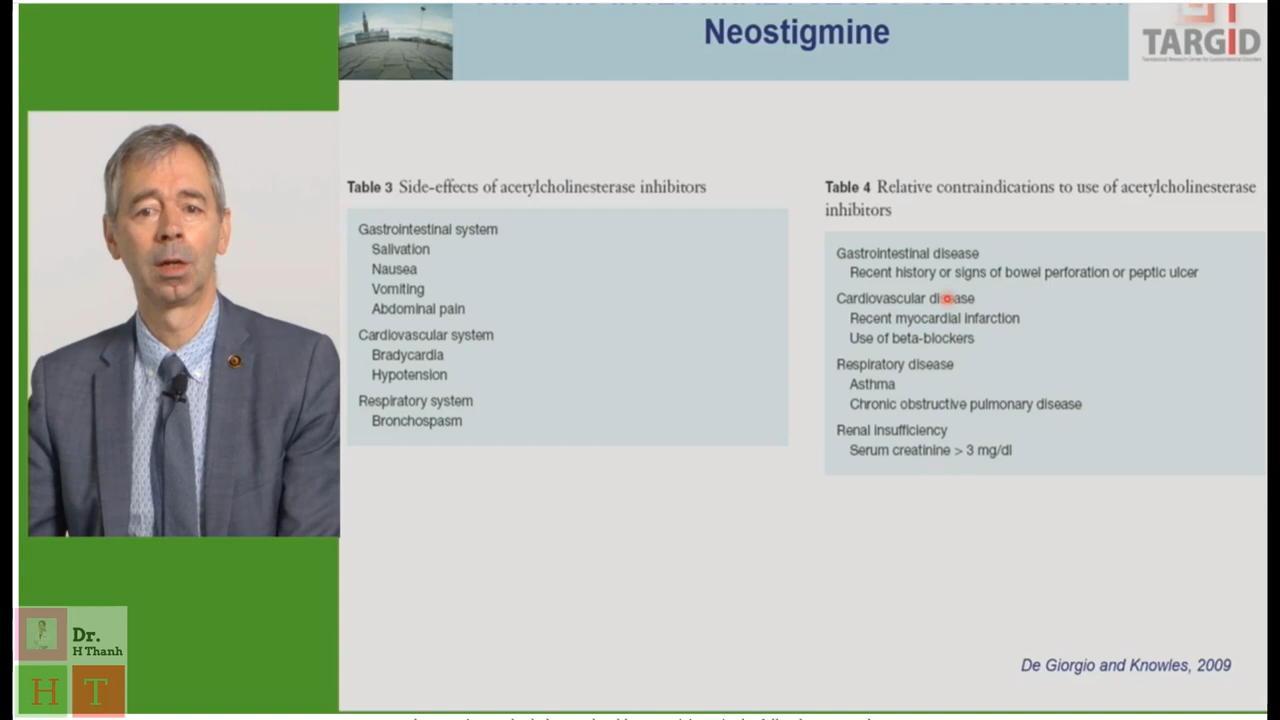 Neostigmine
TARGID
Table 3 Side-effects of acetylcholinesterase inhibitors
Gastrointestinal system
Salivation
Nausea
Vomiting
Abdominal pain
Cardiovascular system
Bradycardia
Hypotension
Respiratory system
Bronchospasm
Table 4 Relative contraindications to use of acetylcholinesterase
inhibitors
Gastrointestinal disease
Recent history or signs of bowel perforation or peptic ulcer
Cardiovascular disease
Recent myocardial infarction
Use of beta-blockers
Respiratory disease
Asthma
Chronic obstructive pulmonary disease
Renal insufficiency
Serum creatinine > 3 mg/dl
De Giorgio and Knowles, 2009
Dr.
H Thanh
H T